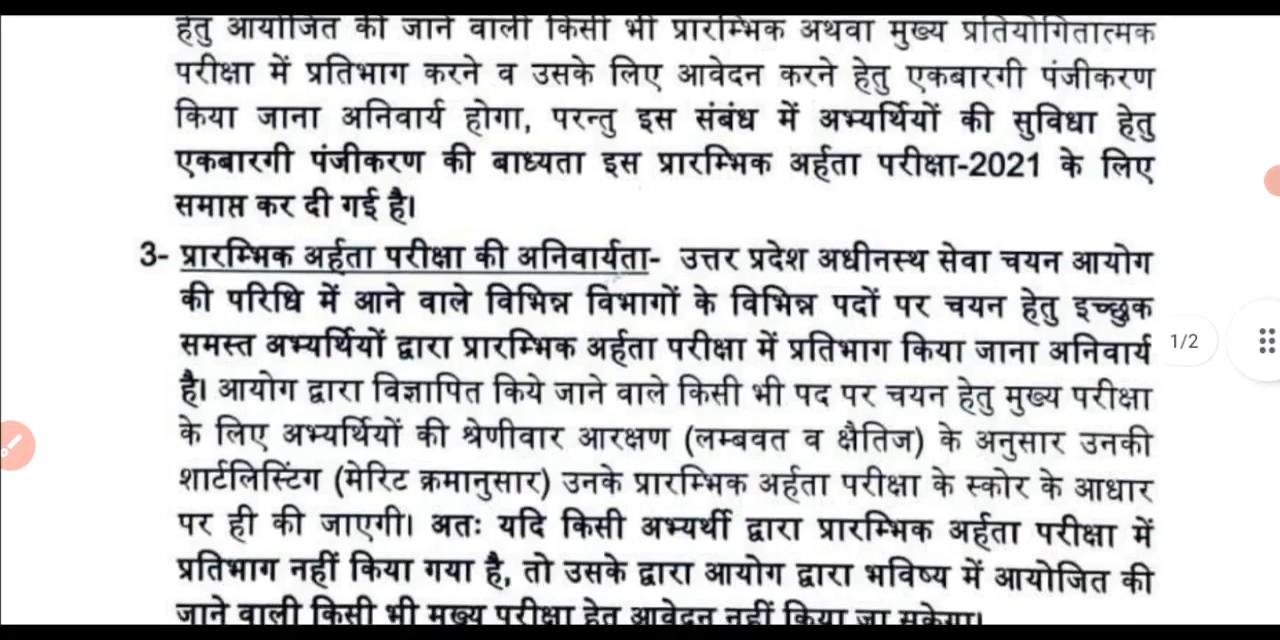 हेतु आयोजित की जाने वाली किसी भी प्रारम्भिक अथवा मुख्य प्रतियोगितात्मक
परीक्षा में प्रतिभाग करने व उसके लिए आवेदन करने हेतु एकबारगी पंजीकरण
किया जाना अनिवार्य होगा, परन्तु इस संबंध में अभ्यर्थियों की सुविधा हेतु
एकबारगी पंजीकरण की बाध्यता इस प्रारम्भिक अर्हता परीक्षा-2021 के लिए
समाप्त कर दी गई है।
3- प्रारम्भिक अर्हता परीक्षा की अनिवार्यता- उत्तर प्रदेश अधीनस्थ सेवा चयन आयोग
की परिधि में आने वाले विभिन्न विभागों के विभिन्न पदों पर चयन हेतु इच्छुक
समस्त अभ्यर्थियों द्वारा प्रारम्भिक अर्हता परीक्षा में प्रतिभाग किया जाना अनिवार्य
है। आयोग द्वारा विज्ञापित किये जाने वाले किसी भी पद पर चयन हेतु मुख्य परीक्षा
के लिए अभ्यर्थियों की श्रेणीवार आरक्षण (लम्बवत व क्षैतिज) के अनुसार उनकी
शार्टलिस्टिंग (मेरिट क्रमानुसार) उनके प्रारम्भिक अर्हता परीक्षा के स्कोर के आधार
पर ही की जाएगी। अतः यदि किसी अभ्यर्थी द्वारा प्रारम्भिक अर्हता परीक्षा में
प्रतिभाग नहीं किया गया है, तो उसके द्वारा आयोग द्वारा भविष्य में आयोजित की
जाने वाली किसी भी मुख्य परीक्षा हेतु आवेदन नहीं किया जा सकेगा।
1/2